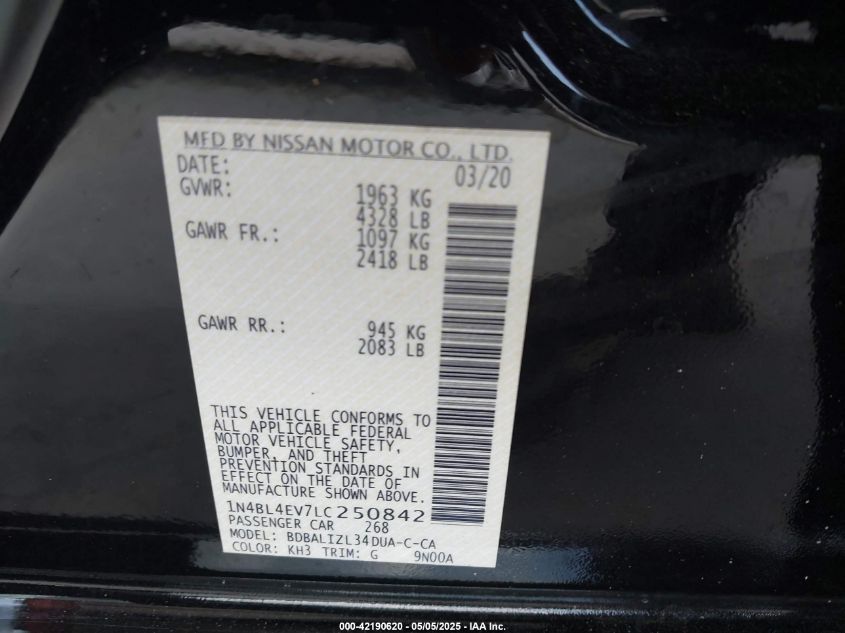 MFD BY NISSAN MOTOR CO., LTD.
DATE: 03/20
GVWR: 1963 KG
4328 LB
GAWR FR.: 1097 KG
2418 LB
GAWR RR.: 945 KG
2083 LB
THIS VEHICLE CONFORMS TO
ALL APPLICABLE FEDERAL
MOTOR VEHICLE SAFETY,
BUMPER, AND THEFT
PREVENTION STANDARDS IN
EFFECT ON THE DATE OF
MANUFACTURE SHOWN ABOVE.
1N4BL4EV7LC250842
PASSENGER CAR 268
MODEL: BDBALIZL34DUA-C-CA
COLOR: KH3 TRIM: G 9N00A
000-42190620 - 05/05/2025 - IAA Inc.